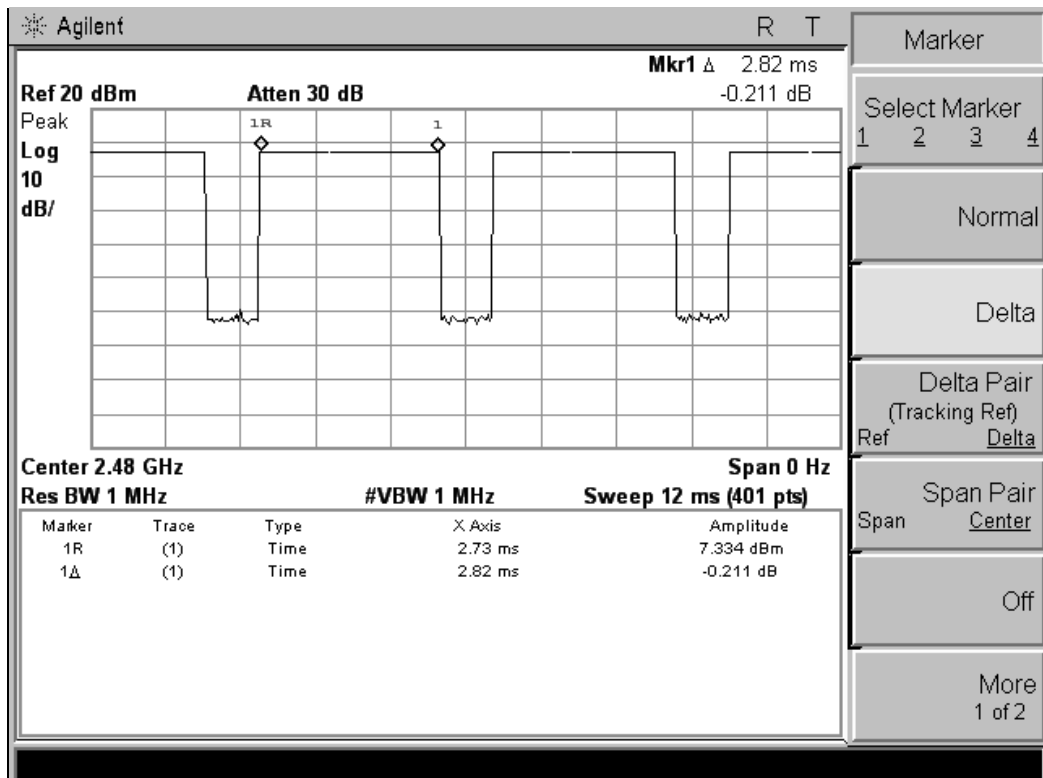 Agilent R T
Mkr1 Δ 2.82 ms
Ref 20 dBm Atten 30 dB -0.211 dB
Peak
Log
10
dB/
1R 1
Center 2.48 GHz Span 0 Hz
Res BW 1 MHz #VBW 1 MHz Sweep 12 ms (401 pts)
Marker Trace Type X Axis Amplitude
1R (1) Time 2.73 ms 7.334 dBm
1Δ (1) Time 2.82 ms -0.211 dB
Marker
Select Marker
1 2 3 4
Normal
Delta
Delta Pair
(Tracking Ref)
Ref Delta
Span Pair
Span Center
Off
More
1 of 2